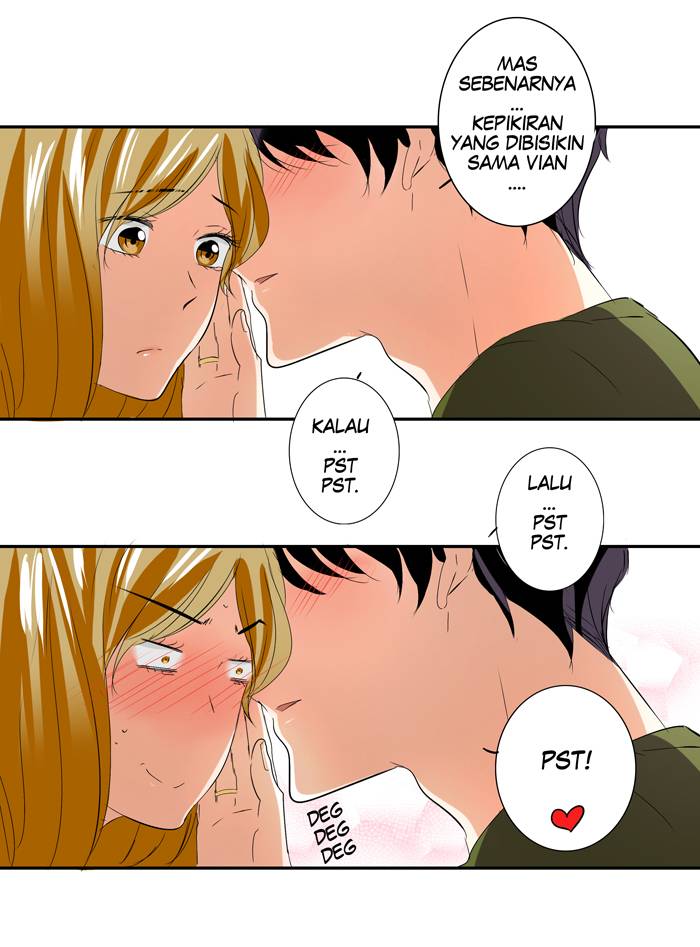 MAS
SEBENARNYA
...
KEPIKIRAN
YANG DIBISIKIN
SAMA VIAN
....
KALAU
...
PST
PST.
LALU
...
PST
PST.
PST!
DEG
DEG
DEG